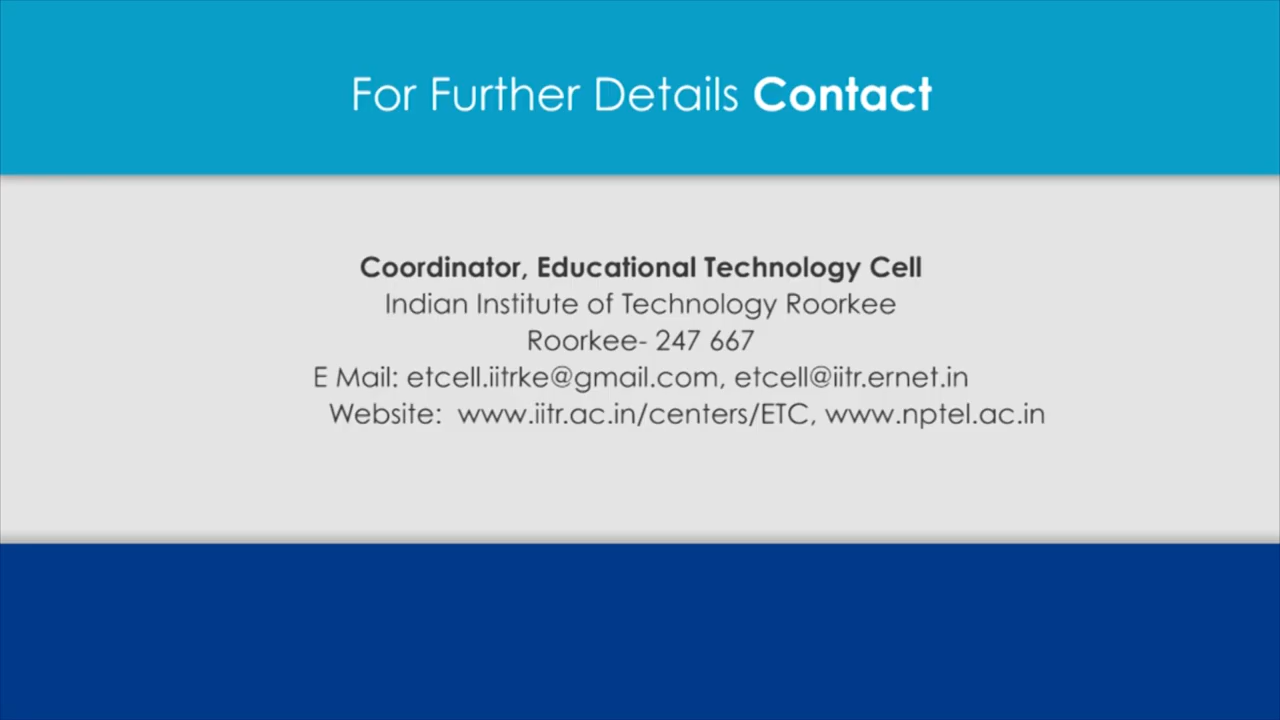 For Further Details Contact
Coordinator, Educational Technology Cell
Indian Institute of Technology Roorkee
Roorkee- 247 667
E Mail: etcell.iitrke@gmail.com, etcell@iitr.ernet.in
Website: www.iitr.ac.in/centers/ETC, www.nptel.ac.in